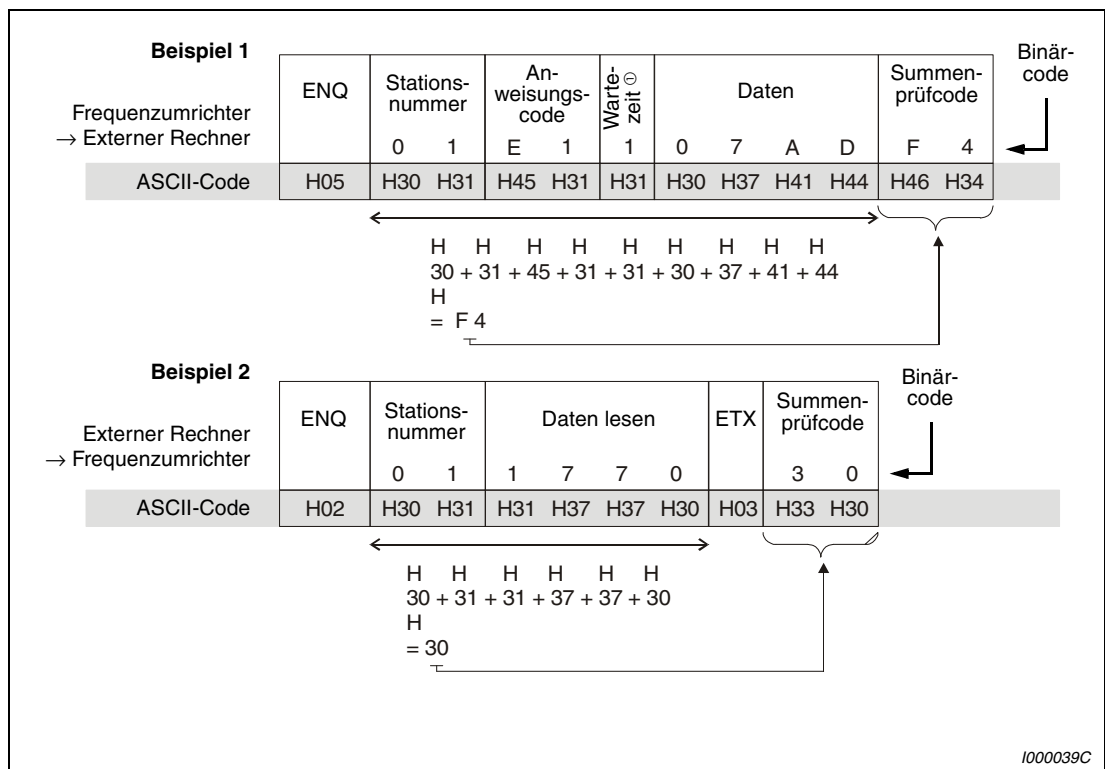 Beispiel 1
Binär-
code
Frequenzumrichter
→ Externer Rechner
ENQ
Stations-
nummer
An-
weisungs-
code
Warte-
zeit ①
Daten
Summen-
prüfcode
0 1 E 1 1 0 7 A D F 4
ASCII-Code H05 H30 H31 H45 H31 H31 H30 H37 H41 H44 H46 H34
H H H H H H H H H
30 + 31 + 45 + 31 + 31 + 30 + 37 + 41 + 44
H
= F 4
Beispiel 2
Binär-
code
Externer Rechner
→ Frequenzumrichter
ENQ
Stations-
nummer
Daten lesen
ETX
Summen-
prüfcode
0 1 1 7 7 0 3 0
ASCII-Code H02 H30 H31 H31 H37 H37 H30 H03 H33 H30
H H H H H H
30 + 31 + 31 + 37 + 37 + 30
H
= 30
I000039C